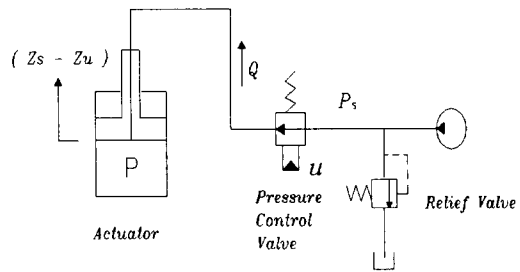 ( Zs - Zu )
Q
Ps
P
u
Actuator
Pressure
Control
Valve
Relief Valve